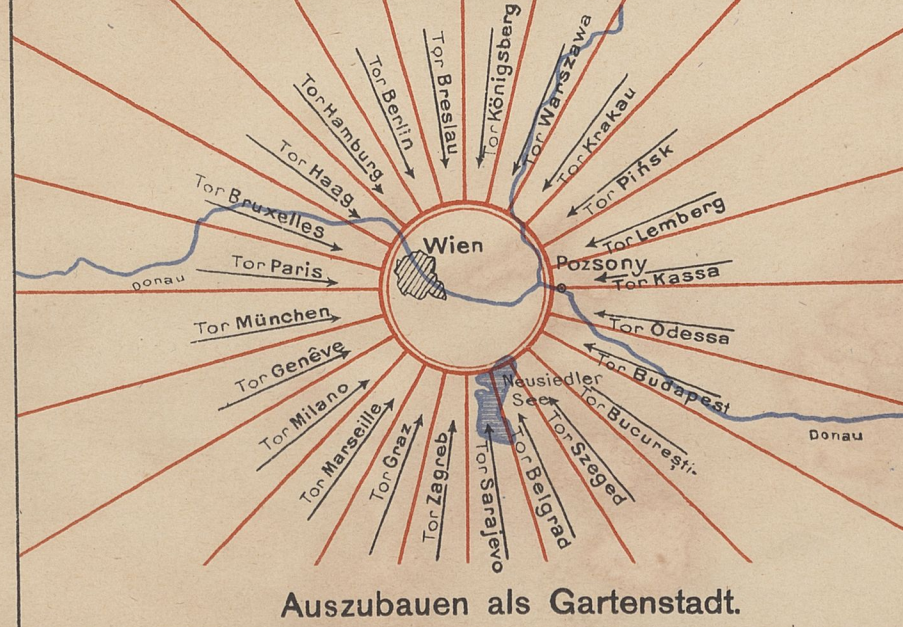 Tor Königsberg
Tor Warszawa
Tor Breslau
Tor Berlin
Tor Hamburg
Tor Krakau
Tor Haag
Tor Pińsk
Tor Bruxelles
Tor Lemberg
Wien
Pozsony
Tor Paris
Tor Kassa
Donau
Tor München
Tor Odessa
Tor Genêve
Tor Budapest
Neusiedler
See
Tor Milano
Tor Bucureşti
Tor Marseille
Tor Szeged
Donau
Tor Graz
Tor Zagreb
Tor Sarajevo
Tor Belgrad
Auszubauen als Gartenstadt.